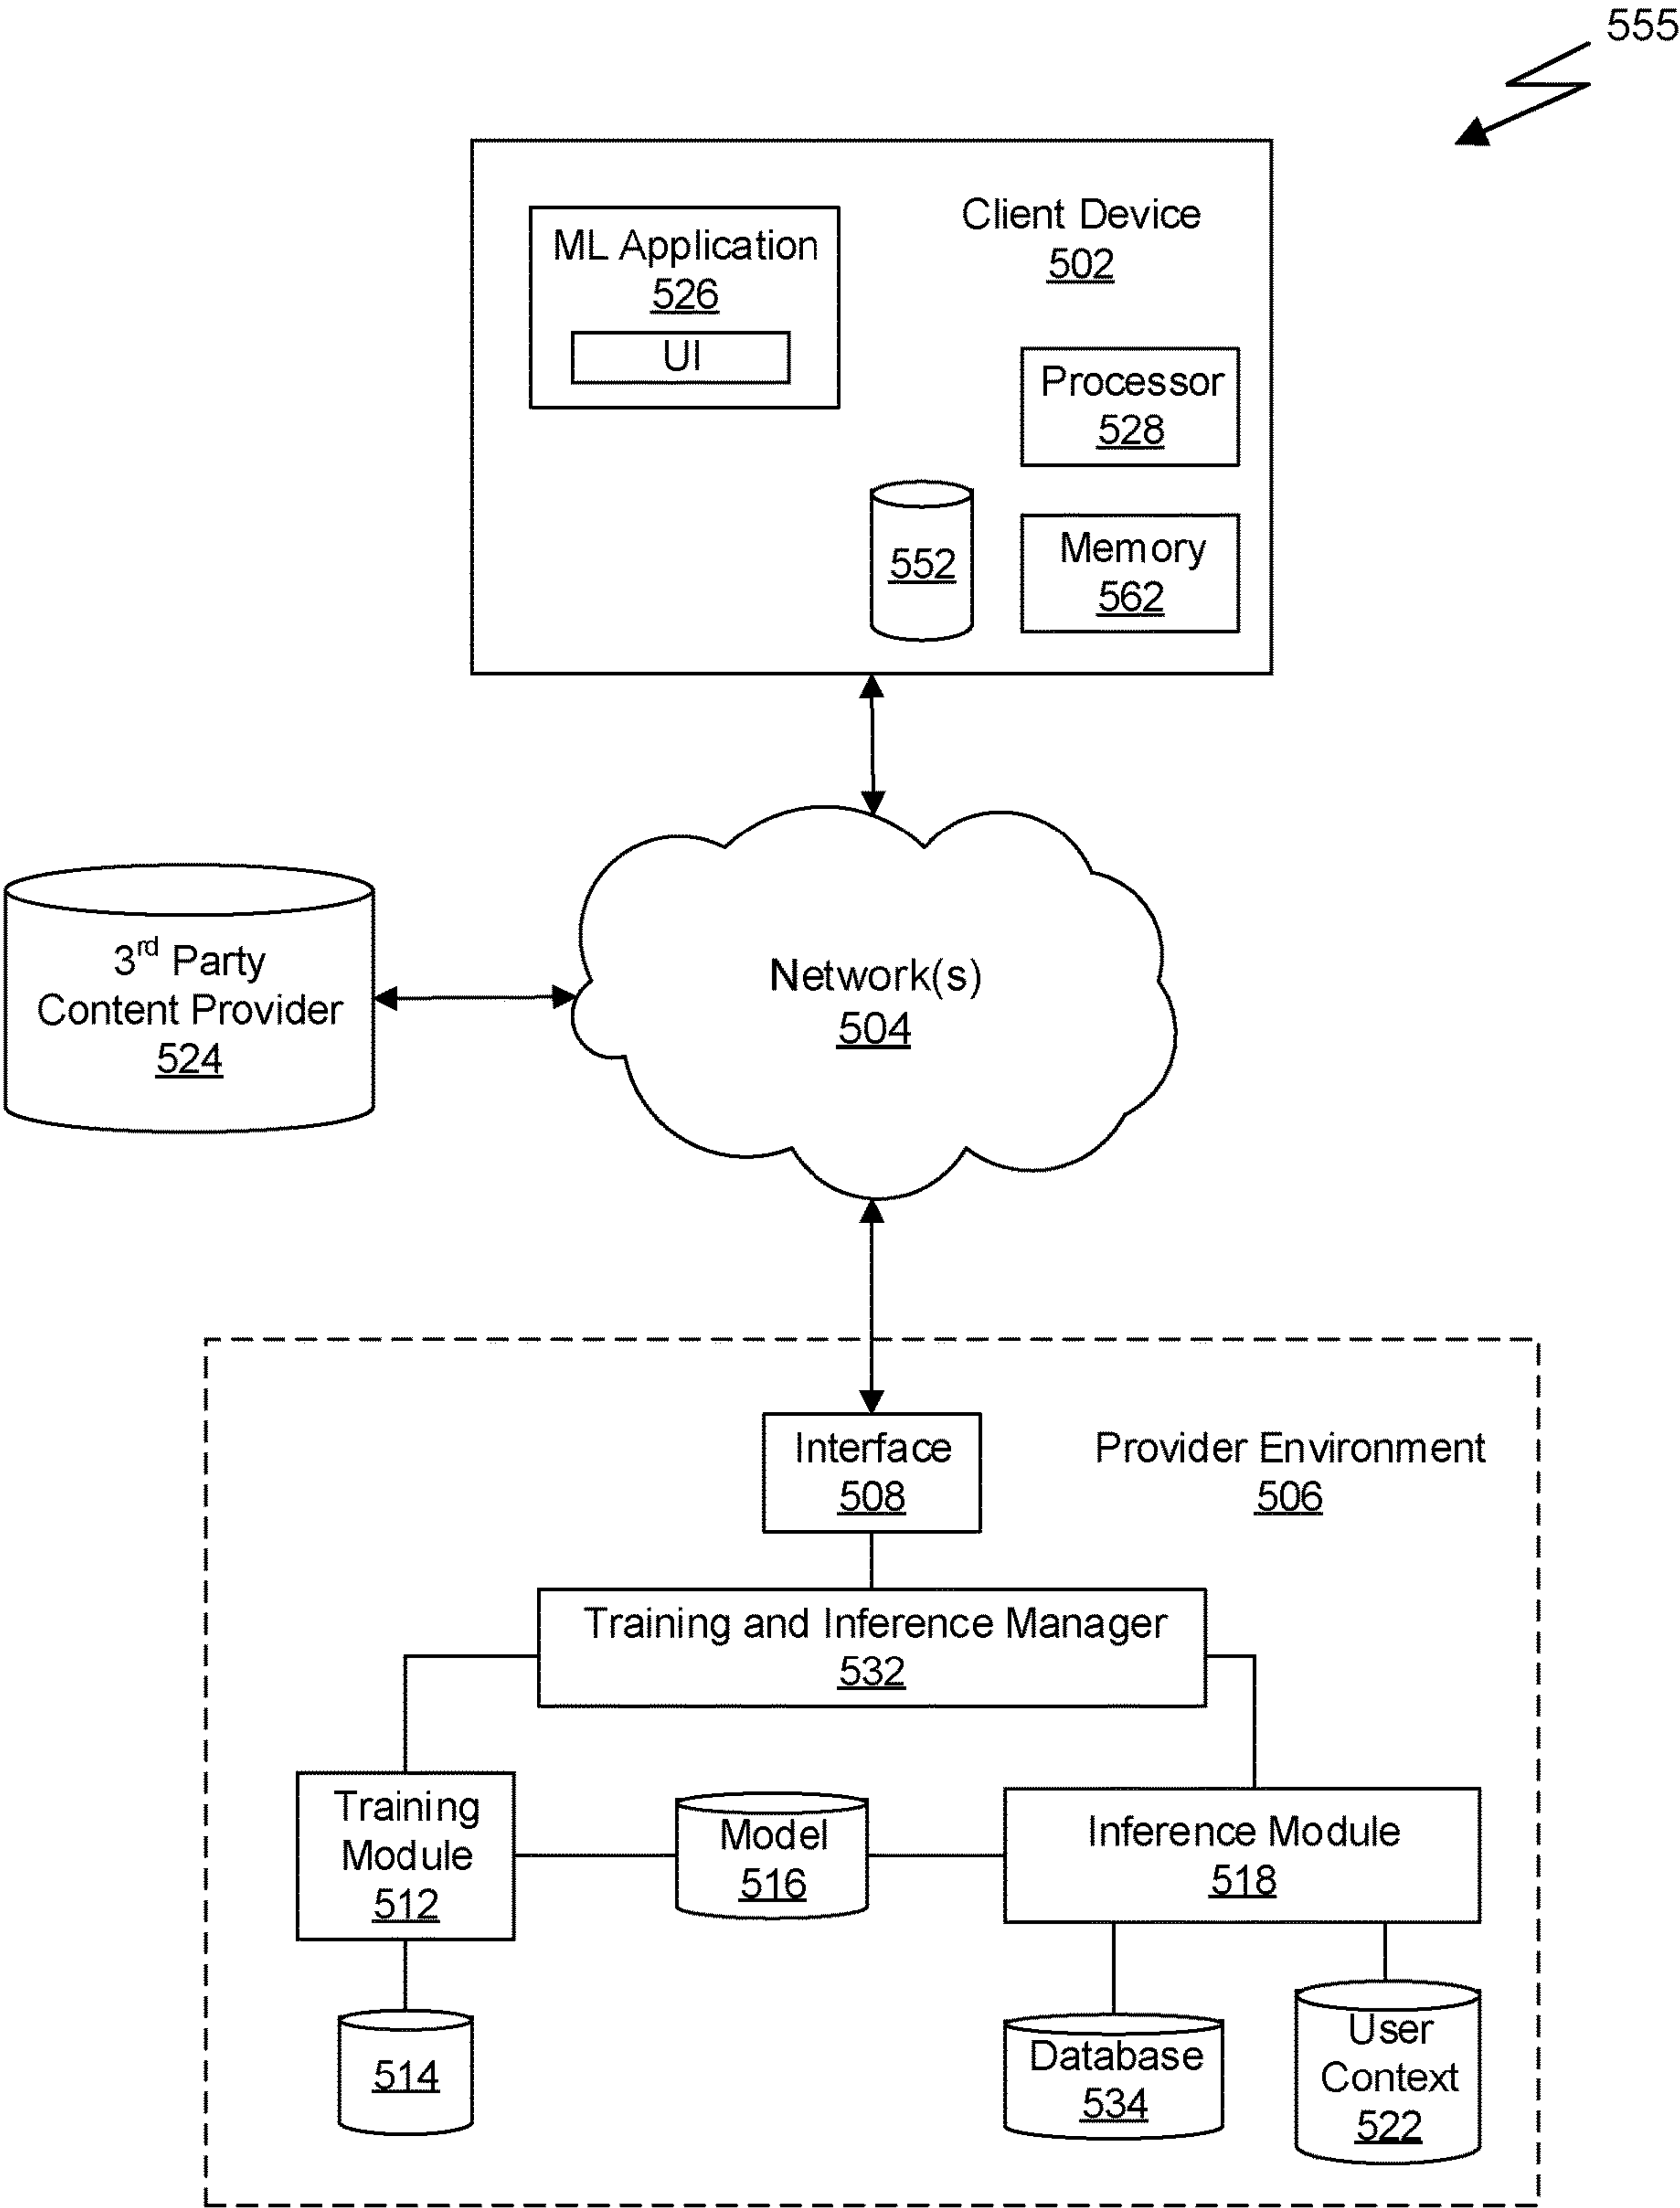 555
Client Device
502
ML Application
526
UI
Processor
528
552
Memory
562
3rd Party
Content Provider
524
Network(s)
504
Interface
508
Provider Environment
506
Training and Inference Manager
532
Training
Module
512
Model
516
Inference Module
518
514
Database
534
User
Context
522